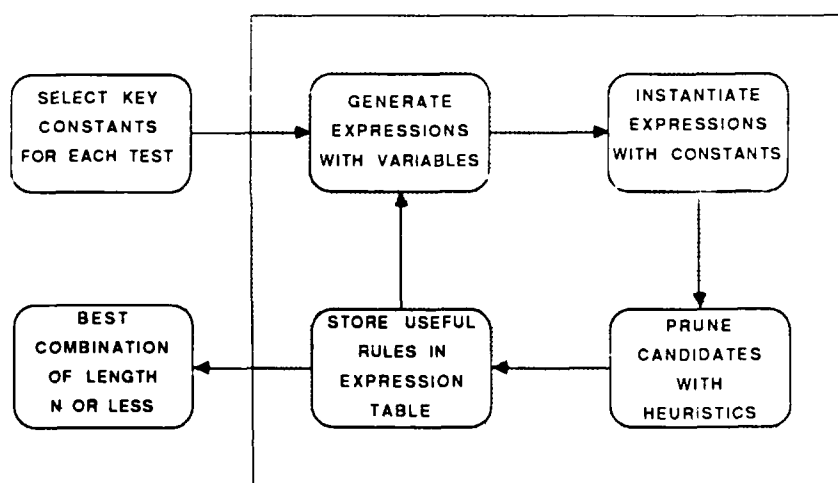 SELECT KEY
CONSTANTS
FOR EACH TEST
GENERATE
EXPRESSIONS
WITH VARIABLES
INSTANTIATE
EXPRESSIONS
WITH CONSTANTS
BEST
COMBINATION
OF LENGTH
N OR LESS
STORE USEFUL
RULES IN
EXPRESSION
TABLE
PRUNE
CANDIDATES
WITH
HEURISTICS